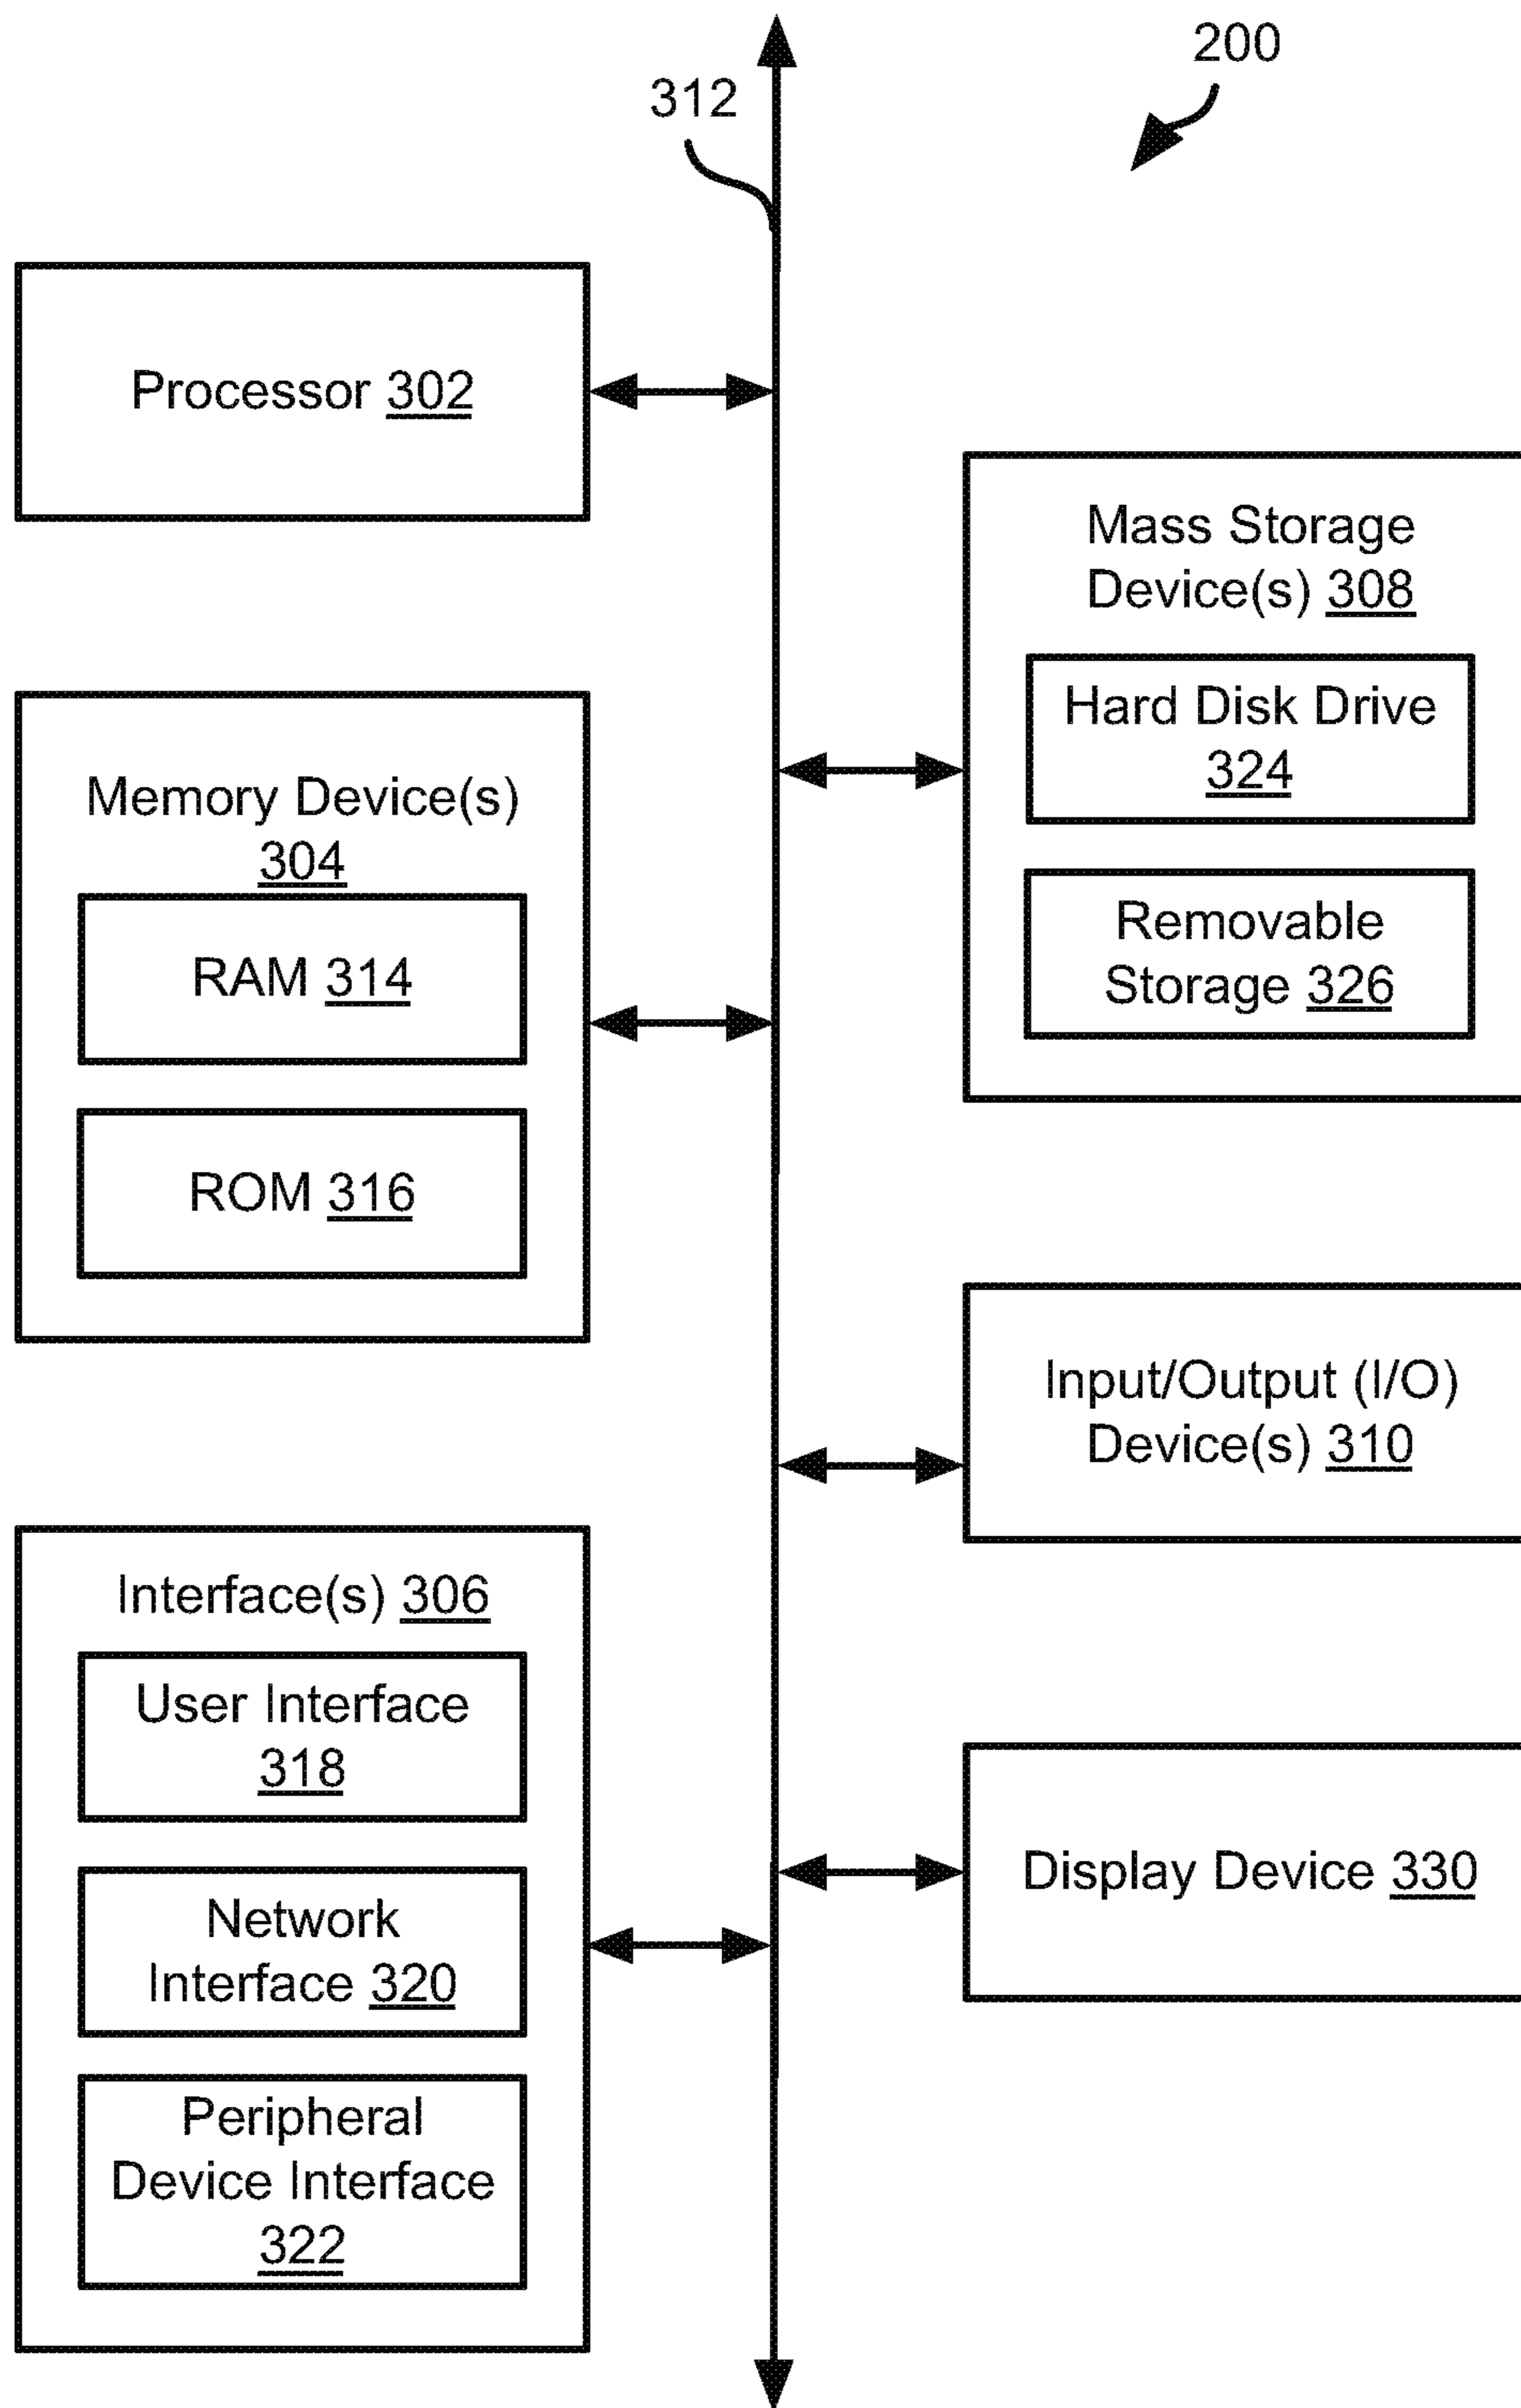 200
312
Processor 302
Mass Storage
Device(s) 308
Hard Disk Drive
324
Removable
Storage 326
Memory Device(s)
304
RAM 314
ROM 316
Input/Output (I/O)
Device(s) 310
Interface(s) 306
User Interface
318
Network
Interface 320
Peripheral
Device Interface
322
Display Device 330